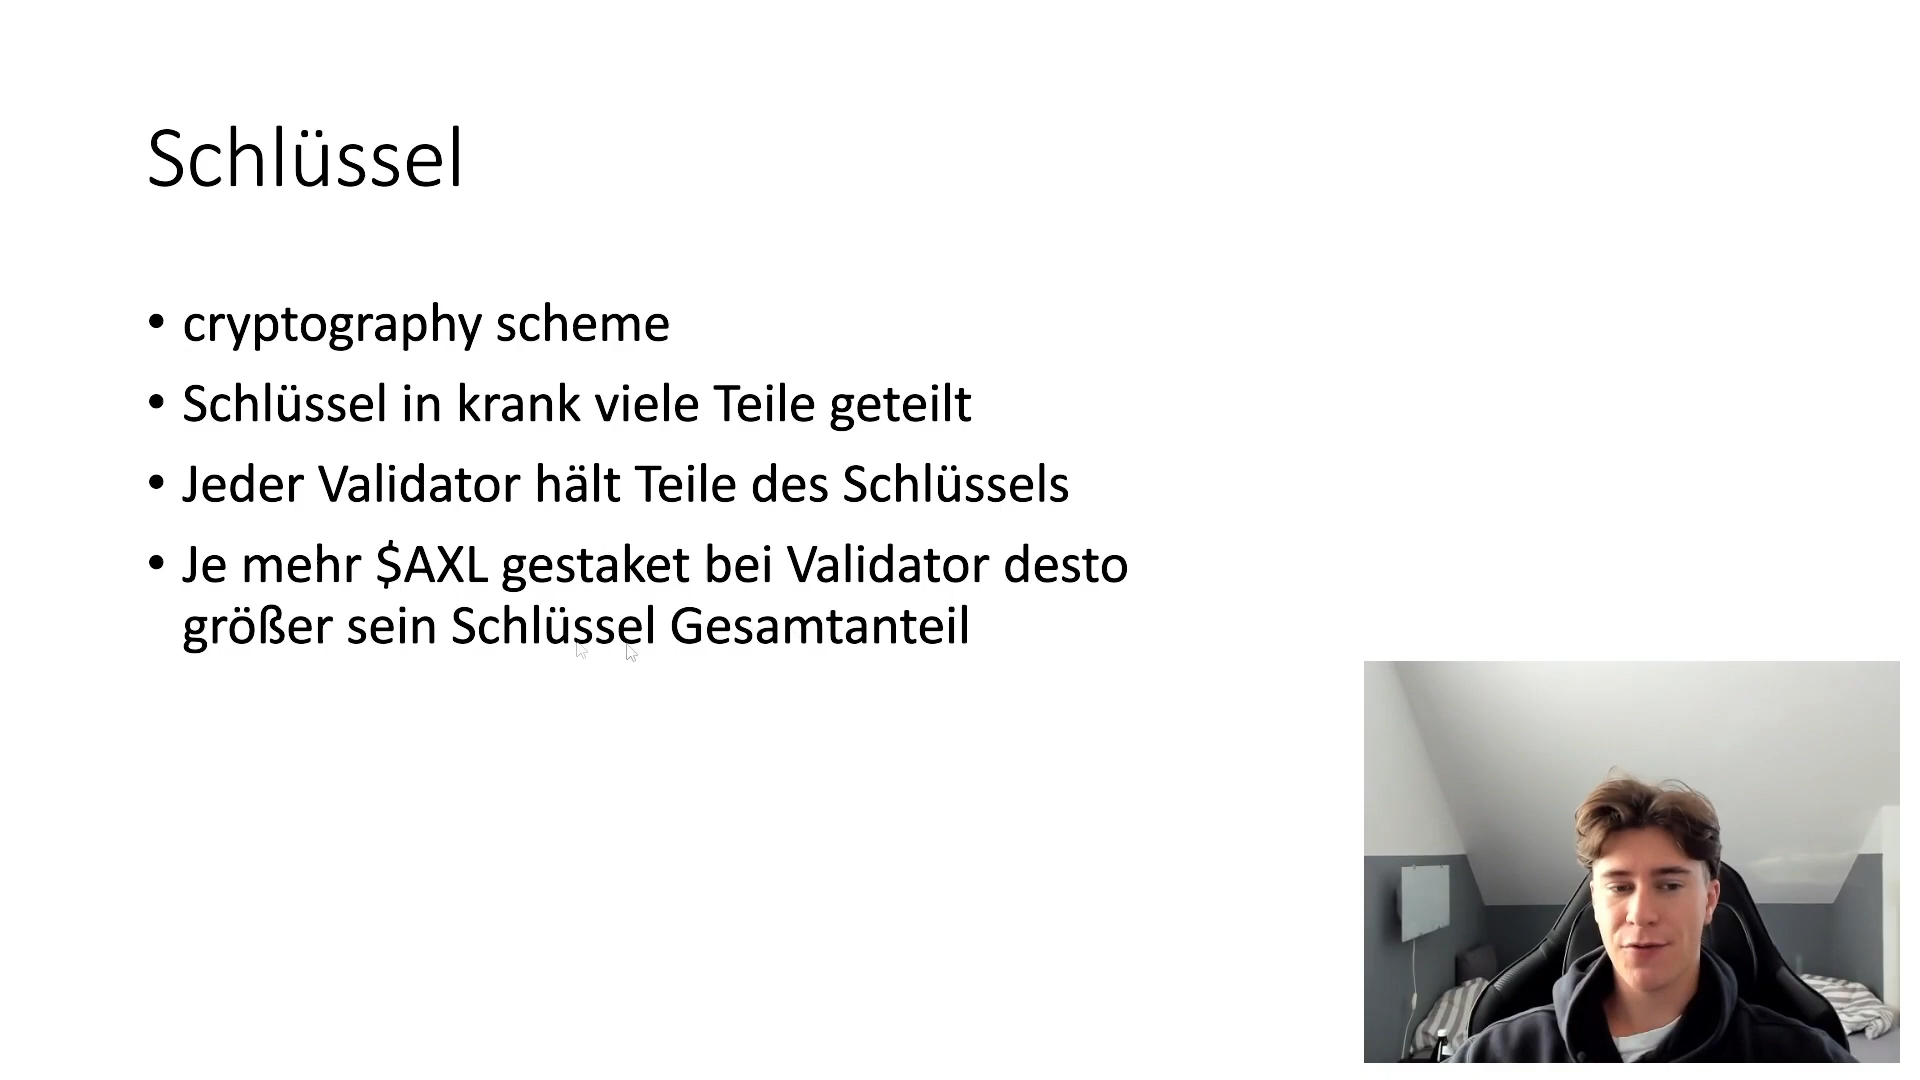 Schlüssel
• cryptography scheme
• Schlüssel in krank viele Teile geteilt
• Jeder Validator hält Teile des Schlüssels
• Je mehr $AXL gestaket bei Validator desto
größer sein Schlüssel Gesamtanteil